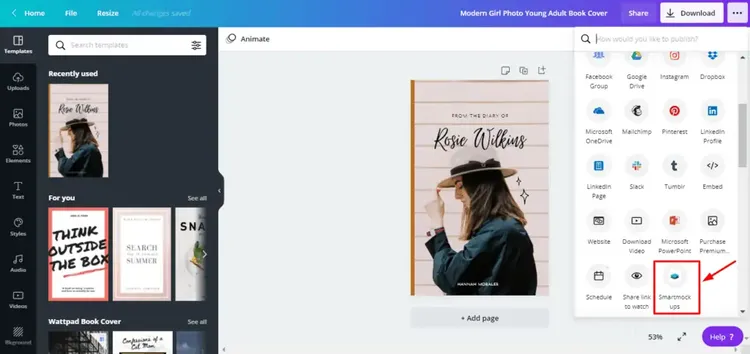 Home
File
Resize
All changes saved
Modern Girl Photo Young Adult Book Cover
Share
Download
Templates
Uploads
Photos
Elements
Text
Styles
Audio
Videos
Bkground
Search templates
Recently used
Rosie Wilkins
For you
See all
THINK
OUTSIDE
THE BOX
SEARCH
SUMMER
SNA
Wattpad Book Cover
See all
CONFESSIONS OF A
Animate
FROM THE DIARY OF
Rosie Wilkins
HANNAH MORALES
+ Add page
53%
How would you like to publish?
Facebook
Group
Google
Drive
Instagram
Dropbox
Microsoft
OneDrive
Mailchimp
Pinterest
LinkedIn
Profile
LinkedIn
Page
Slack
Tumblr
Embed
Website
Download
Video
Microsoft
PowerPoint
Purchase
Premium...
Schedule
Share link
to watch
Smartmock
ups
Help ?